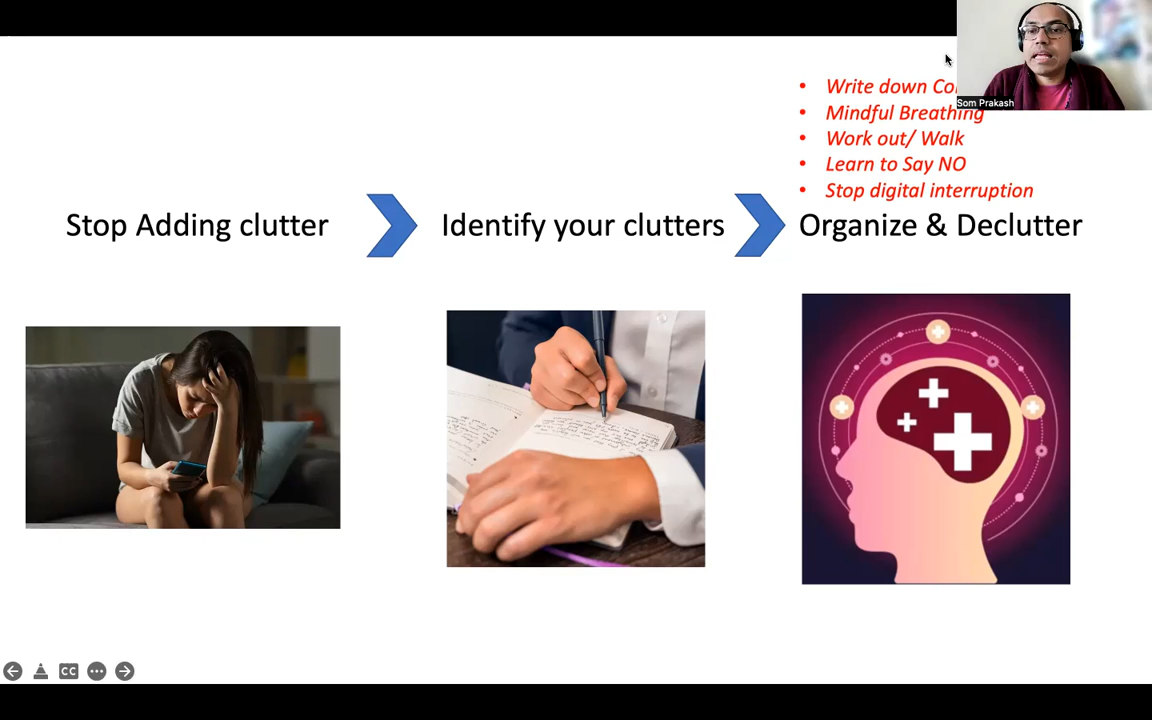 Som Prakash
• Write down
• Mindful Breathing
• Work out/ Walk
• Learn to Say NO
• Stop digital interruption
Stop Adding clutter
Identify your clutters
Organize & Declutter
CC